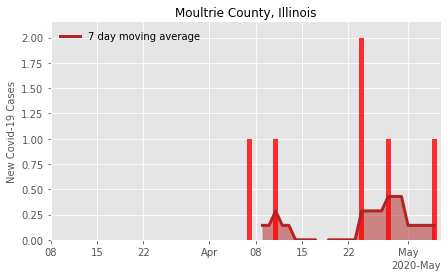 Moultrie County, Illinois
7 day moving average
New Covid-19 Cases
2.00
1.75
1.50
1.25
1.00
0.75
0.50
0.25
0.00
08 15 22 Apr 08 15 22 May
2020-May